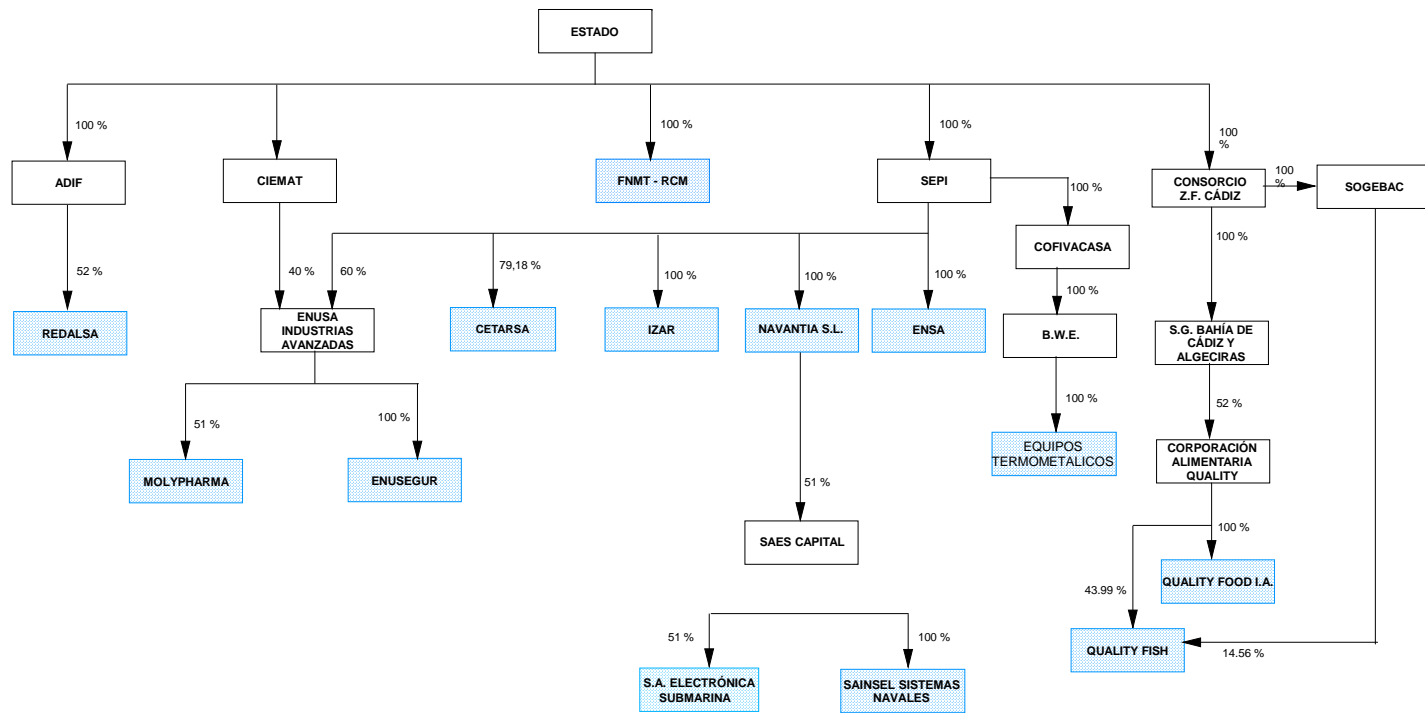 ESTADO
100 %
100 %
100 %
100
%
ADIF
CIEMAT
FNMT - RCM
SEPI
CONSORCIO
Z.F. CÁDIZ
100
%
SOGEBAC
100 %
52 %
40 %
60 %
79,18 %
100 %
100 %
100 %
COFIVACASA
100 %
100 %
REDALSA
ENUSA
INDUSTRIAS
AVANZADAS
CETARSA
IZAR
NAVANTIA S.L.
ENSA
B.W.E.
S.G. BAHÍA DE
CÁDIZ Y
ALGECIRAS
51 %
100 %
100 %
52 %
MOLYPHARMA
ENUSEGUR
EQUIPOS
TERMOMETALICOS
CORPORACIÓN
ALIMENTARIA
QUALITY
51 %
SAES CAPITAL
100 %
43.99 %
QUALITY FOOD I.A.
51 %
100 %
QUALITY FISH
14.56 %
S.A. ELECTRÓNICA
SUBMARINA
SAINSEL SISTEMAS
NAVALES